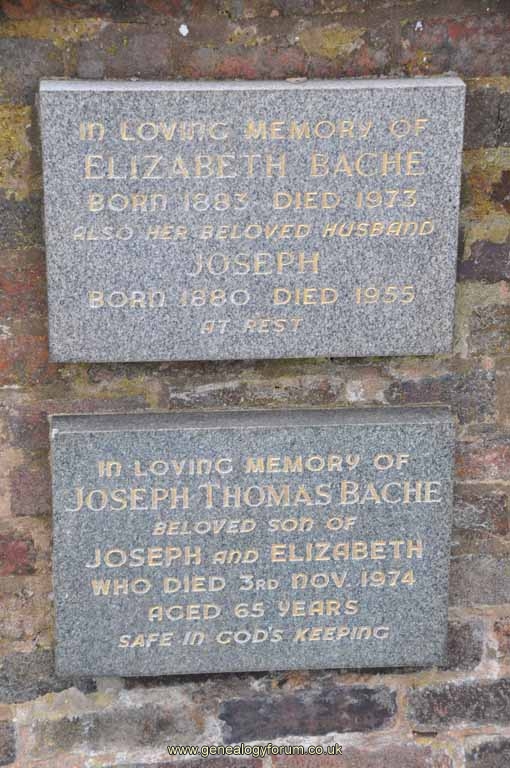 IN LOVING MEMORY OF
ELIZABETH BACHE
BORN 1883 DIED 1973
ALSO HER BELOVED HUSBAND
JOSEPH
BORN 1880 DIED 1955
AT REST
IN LOVING MEMORY OF
JOSEPH THOMAS BACHE
BELOVED SON OF
JOSEPH AND ELIZABETH
WHO DIED 3RD NOV. 1974
AGED 65 YEARS
SAFE IN GOD'S KEEPING
www.genealogyforum.co.uk